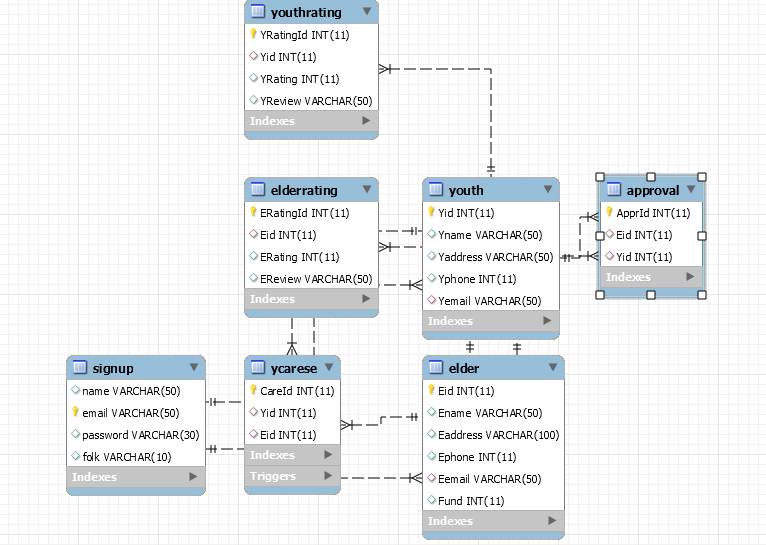 youthrating
YRatingId INT(11)
Yid INT(11)
YRating INT(11)
YReview VARCHAR(50)
Indexes
elderrating
ERatingId INT(11)
Eid INT(11)
ERating INT(11)
EReview VARCHAR(50)
Indexes
youth
Yid INT(11)
Yname VARCHAR(50)
Yaddress VARCHAR(50)
Yphone INT(11)
Yemail VARCHAR(50)
Indexes
approval
ApprId INT(11)
Eid INT(11)
Yid INT(11)
Indexes
signup
name VARCHAR(50)
email VARCHAR(50)
password VARCHAR(30)
folk VARCHAR(10)
Indexes
ycarese
CareId INT(11)
Yid INT(11)
Eid INT(11)
Indexes
Triggers
elder
Eid INT(11)
Ename VARCHAR(50)
Eaddress VARCHAR(100)
Ephone INT(11)
Eemail VARCHAR(50)
Fund INT(11)
Indexes